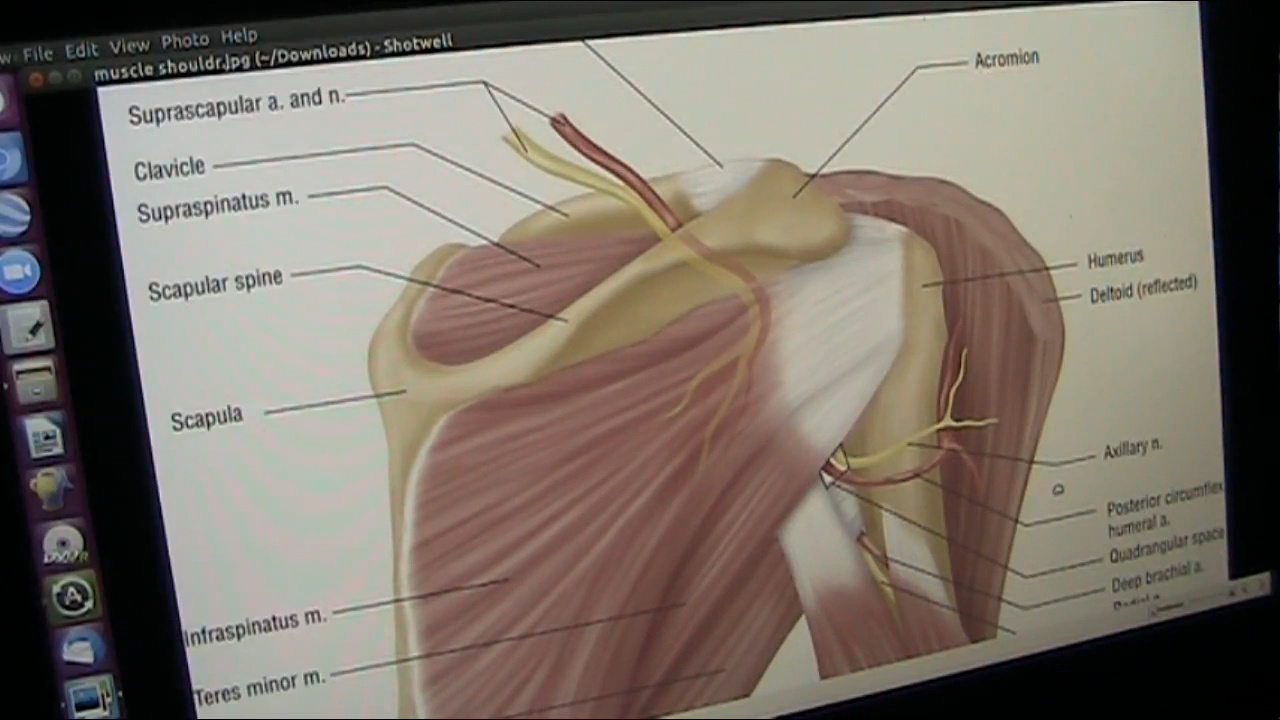 w File Edit View Photo Help
muscle shouldr.jpg (~/Downloads) - Shotwell
Acromion
Suprascapular a. and n.
Clavicle
Supraspinatus m.
Scapular spine
Humerus
Deltoid (reflected)
Scapula
Axillary n.
Posterior circumflex
humeral a.
Quadrangular space
Deep brachial a.
Infraspinatus m.
Teres minor m.